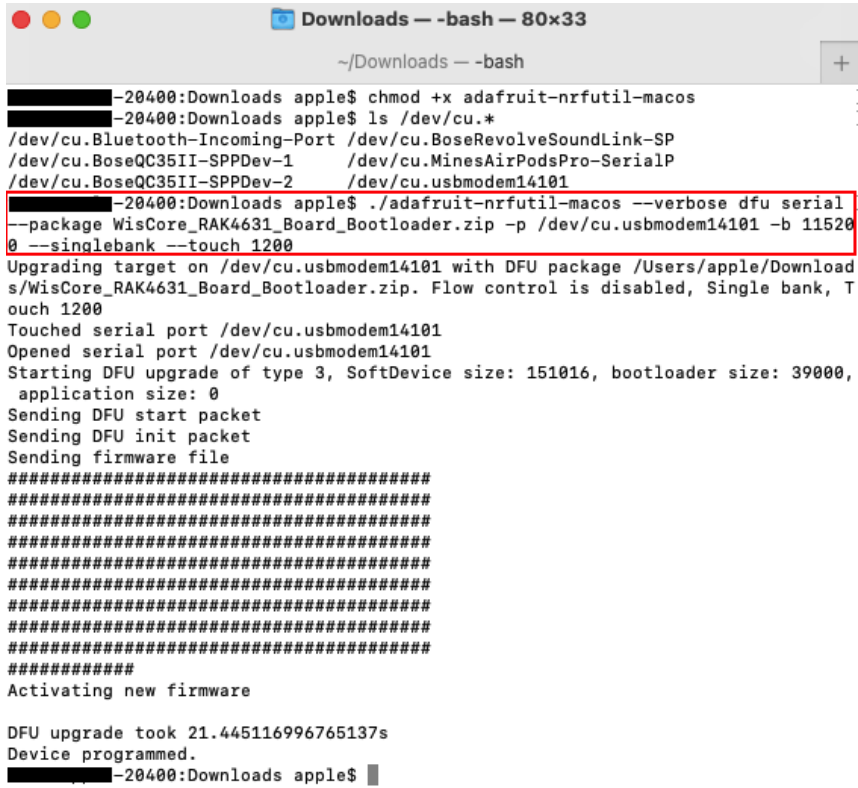 Downloads — -bash — 80×33
~/Downloads — -bash +
-20400:Downloads apple$ chmod +x adafruit-nrfutil-macos
-20400:Downloads apple$ ls /dev/cu.*
/dev/cu.Bluetooth-Incoming-Port /dev/cu.BoseRevolveSoundLink-SP
/dev/cu.BoseQC35II-SPPDev-1 /dev/cu.MinesAirPodsPro-SerialP
/dev/cu.BoseQC35II-SPPDev-2 /dev/cu.usbmodem14101
-20400:Downloads apple$ ./adafruit-nrfutil-macos --verbose dfu serial
--package WisCore_RAK4631_Board_Bootloader.zip -p /dev/cu.usbmodem14101 -b 11520
0 --singlebank --touch 1200
Upgrading target on /dev/cu.usbmodem14101 with DFU package /Users/apple/Download
s/WisCore_RAK4631_Board_Bootloader.zip. Flow control is disabled, Single bank, T
ouch 1200
Touched serial port /dev/cu.usbmodem14101
Opened serial port /dev/cu.usbmodem14101
Starting DFU upgrade of type 3, SoftDevice size: 151016, bootloader size: 39000,
application size: 0
Sending DFU start packet
Sending DFU init packet
Sending firmware file
########################################
########################################
########################################
########################################
########################################
########################################
########################################
########################################
########################################
############
Activating new firmware
DFU upgrade took 21.445116996765137s
Device programmed.
-20400:Downloads apple$